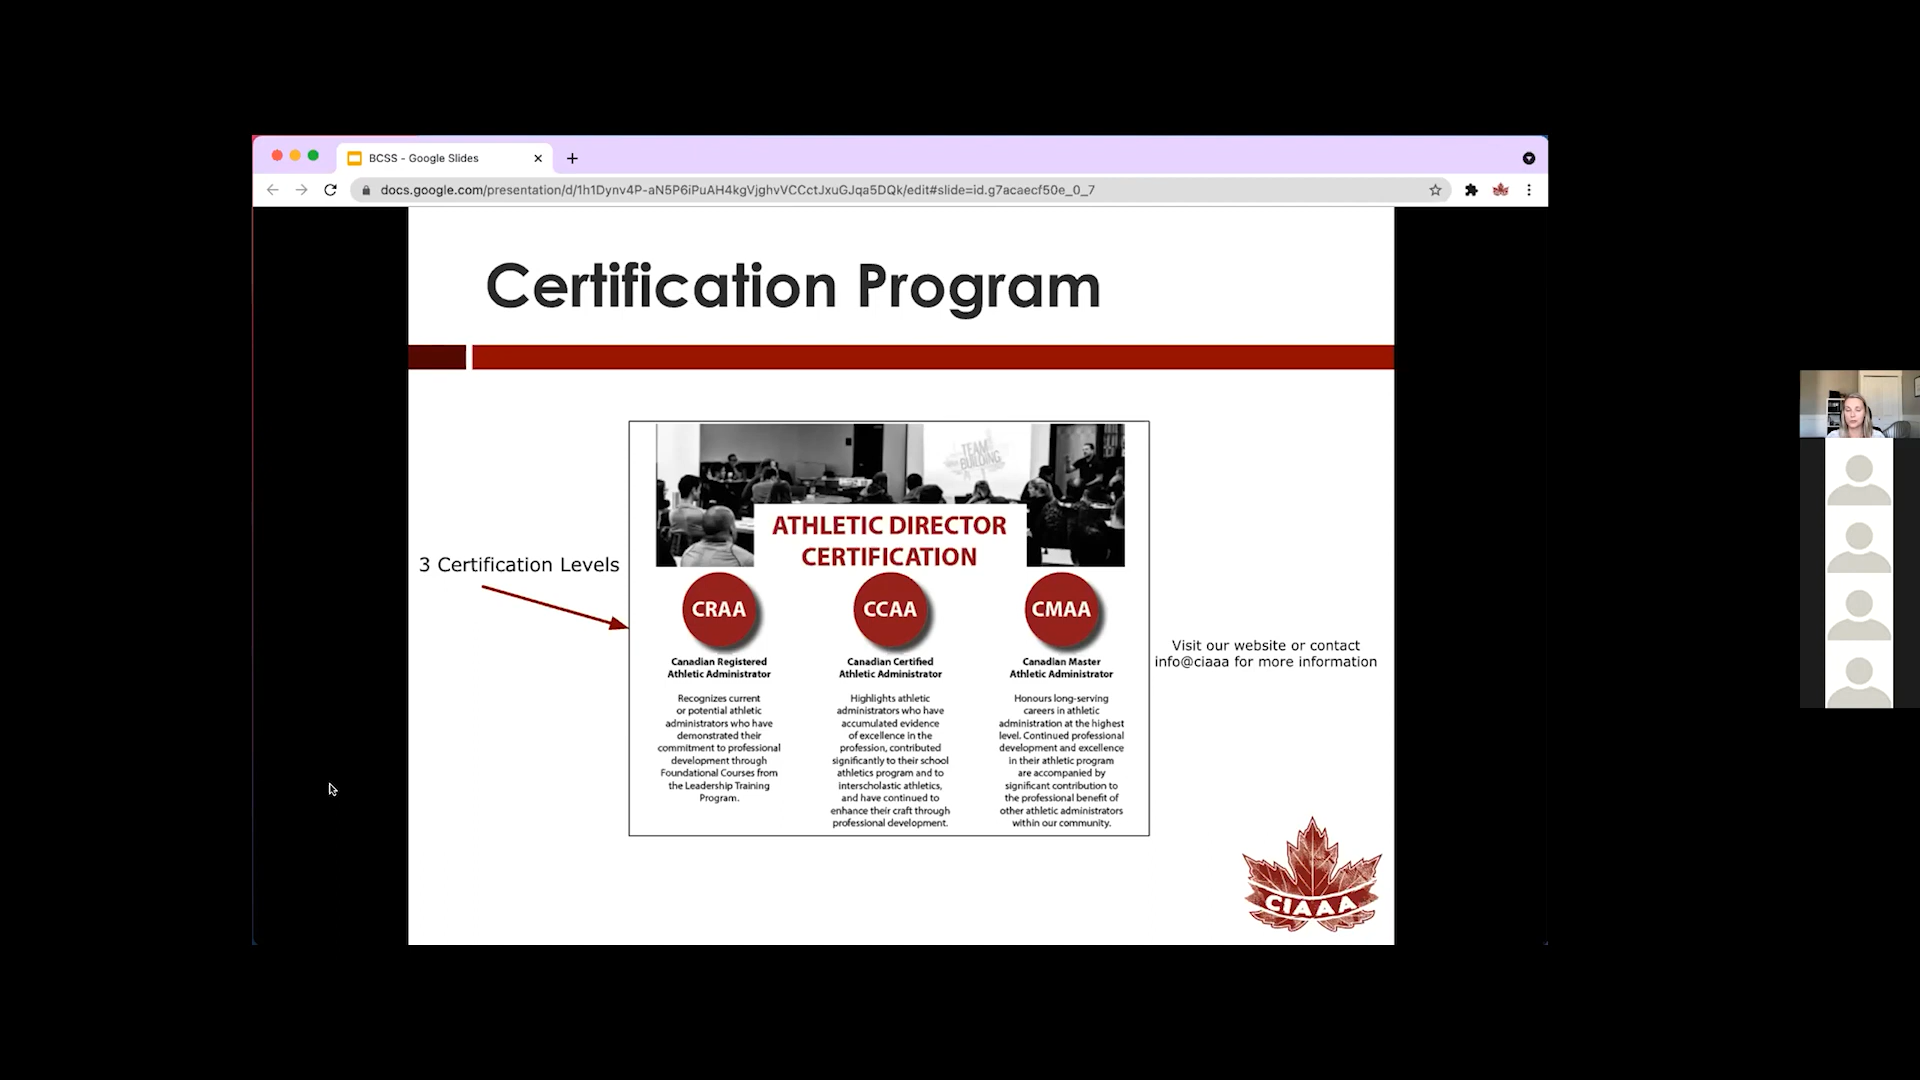 BCSS - Google Slides
docs.google.com/presentation/d/1h1Dynv4P-aN5P6iPuAH4kgVjghvVCCctJxuGJqa5DQk/edit#slide=id.g7acaecf50e_0_7
Certification Program
TEAM
BUILDING
ATHLETIC DIRECTOR
CERTIFICATION
3 Certification Levels
CRAA
Canadian Registered
Athletic Administrator
Recognizes current
or potential athletic
administrators who have
demonstrated their
commitment to professional
development through
Foundational Courses from
the Leadership Training
Program.
CCAA
Canadian Certified
Athletic Administrator
Highlights athletic
administrators who have
accumulated evidence
of excellence in the
profession, contributed
significantly to their school
athletics program and to
interscholastic athletics,
and have continued to
enhance their craft through
professional development.
CMAA
Canadian Master
Athletic Administrator
Honours long-serving
careers in athletic
administration at the highest
level. Continued professional
development and excellence
in their athletic program
are accompanied by
significant contribution to
the professional benefit of
other athletic administrators
within our community.
Visit our website or contact
info@ciaaa for more information
CIAAA